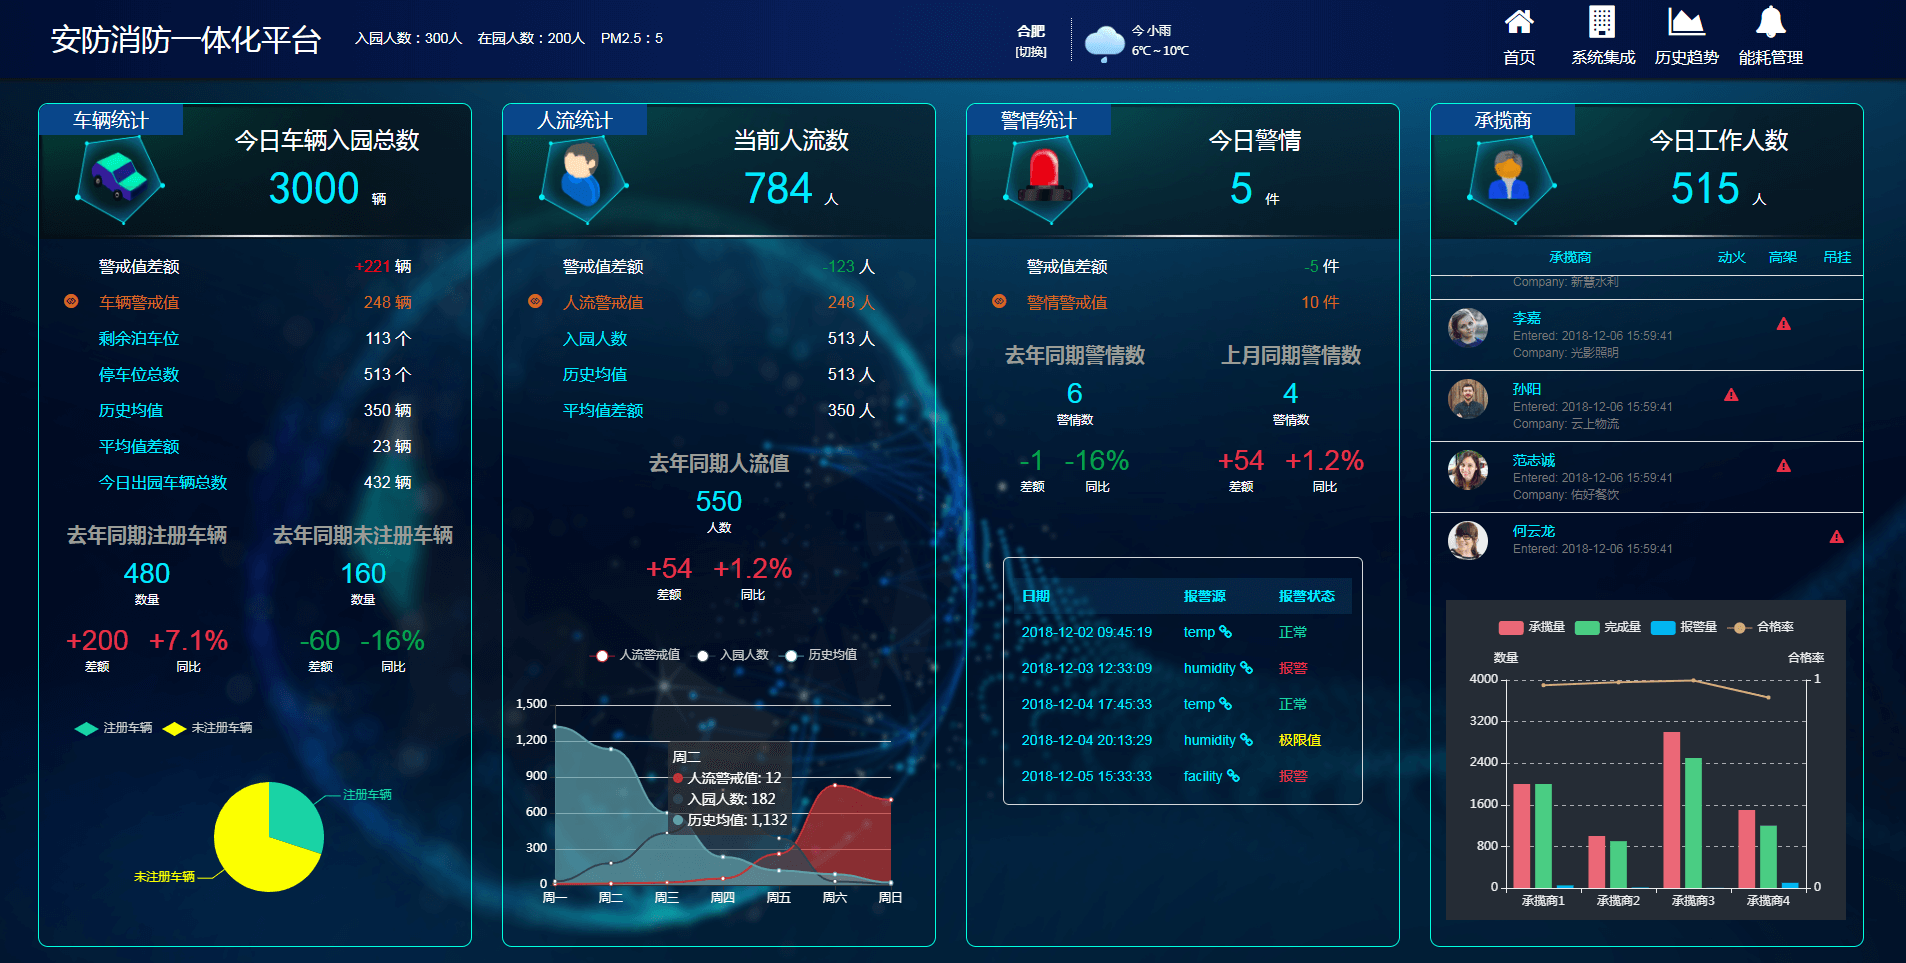 安防消防一体化平台
入园人数：300人 在园人数：200人 PM2.5：5
合肥
[切换]
今 小雨
6℃ ~ 10℃
首页 系统集成 历史趋势 能耗管理
车辆统计
今日车辆入园总数
3000 辆
警戒值差额 +221 辆
车辆警戒值 248 辆
剩余泊车位 113 个
停车位总数 513 个
历史均值 350 辆
平均值差额 23 辆
今日出园车辆总数 432 辆
去年同期注册车辆 去年同期未注册车辆
480 160
数量 数量
+200 +7.1% -60 -16%
差额 同比 差额 同比
注册车辆 未注册车辆
注册车辆
未注册车辆
人流统计
当前人流数
784 人
警戒值差额 -123 人
人流警戒值 248 人
入园人数 513 人
历史均值 513 人
平均值差额 350 人
去年同期人流值
550
人数
+54 +1.2%
差额 同比
人流警戒值 入园人数 历史均值
1,500
1,200
900
600
300
0
周二
人流警戒值: 12
入园人数: 182
历史均值: 1,132
周一 周二 周三 周四 周五 周六 周日
警情统计
今日警情
5 件
警戒值差额 -5 件
警情警戒值 10 件
去年同期警情数 上月同期警情数
6 4
警情数 警情数
-1 -16% +54 +1.2%
差额 同比 差额 同比
日期 报警源 报警状态
2018-12-02 09:45:19 temp 正常
2018-12-03 12:33:09 humidity 报警
2018-12-04 17:45:33 temp 正常
2018-12-04 20:13:29 humidity 极限值
2018-12-05 15:33:33 facility 报警
承揽商
今日工作人数
515 人
承揽商 动火 高架 吊挂
Company: 新慧水利
李嘉
Entered: 2018-12-06 15:59:41
Company: 光影照明
孙阳
Entered: 2018-12-06 15:59:41
Company: 云上物流
范志诚
Entered: 2018-12-06 15:59:41
Company: 佑好餐饮
何云龙
Entered: 2018-12-06 15:59:41
承揽量 完成量 报警量 合格率
数量 合格率
4000 1
3200
2400
1600
800
0 0
承揽商1 承揽商2 承揽商3 承揽商4